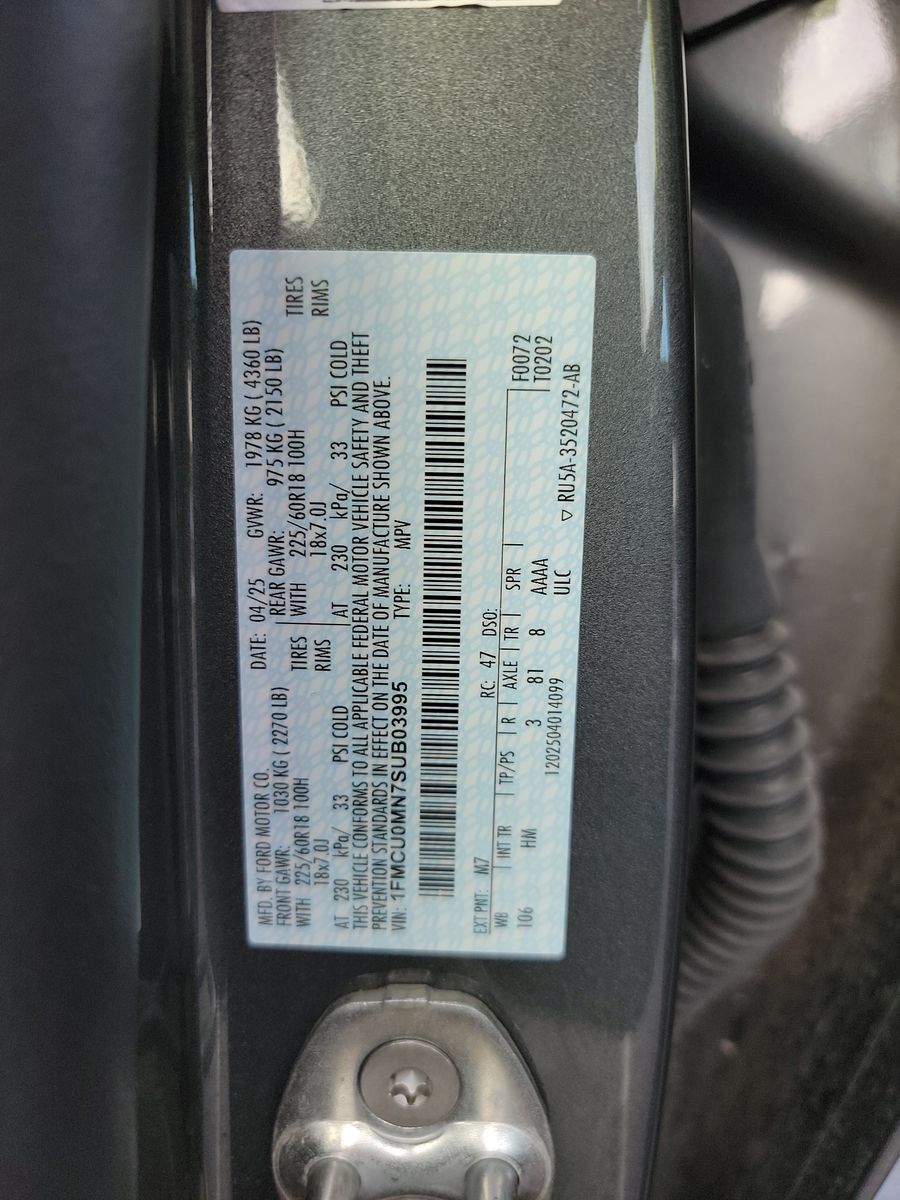 MFD. BY FORD MOTOR CO. DATE: 04/25 GVWR: 1978 KG ( 4360 LB)
FRONT GAWR: 1030 KG ( 2270 LB) REAR GAWR: 975 KG ( 2150 LB)
WITH 225/60R18 100H TIRES WITH 225/60R18 100H TIRES
18x7.0J RIMS 18x7.0J RIMS
AT 230 kPa/ 33 PSI COLD AT 230 kPa/ 33 PSI COLD
THIS VEHICLE CONFORMS TO ALL APPLICABLE FEDERAL MOTOR VEHICLE SAFETY AND THEFT
PREVENTION STANDARDS IN EFFECT ON THE DATE OF MANUFACTURE SHOWN ABOVE.
VIN: 1FMCU0MN7SUB03995 TYPE: MPV
EXT PNT: M7 RC: 47 DSO: F0072
WB INT TR TP/PS R AXLE TR SPR T0202
106 HM 3 81 8 AAAA
1202504014099 ULC ▽ RU5A-3520472-AB